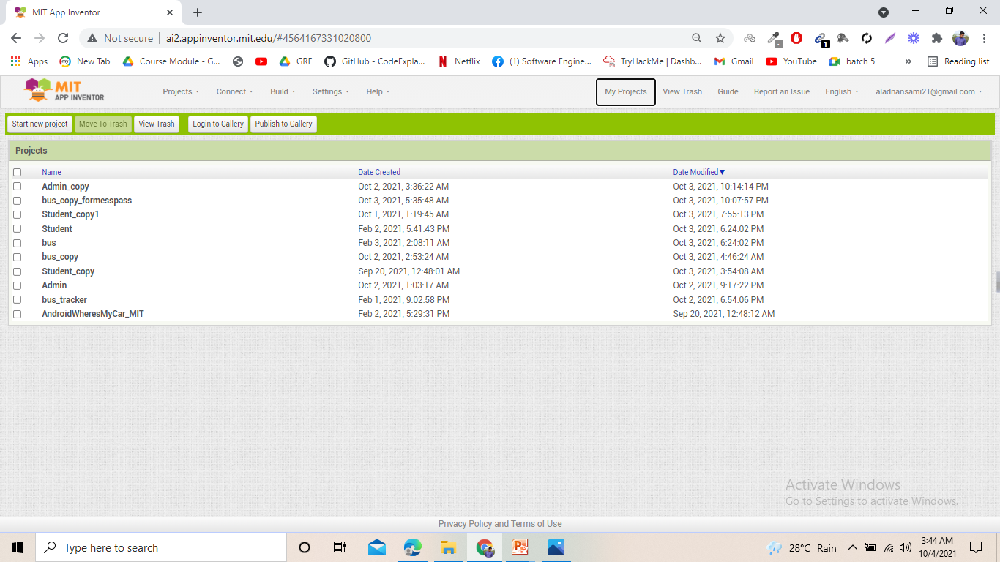 MIT App Inventor
Not secure ai2.appinventor.mit.edu/#4564167331020800
1
Apps New Tab Course Module - G... GRE GitHub - CodeExpla... Netflix (1) Software Engine... TryHackMe | Dashb... Gmail YouTube batch 5 » Reading list
MIT
APP INVENTOR
Projects Connect Build Settings Help My Projects View Trash Guide Report an Issue English aladnansami21@gmail.com
Start new project Move To Trash View Trash Login to Gallery Publish to Gallery
Projects
Name Date Created Date Modified▼
Admin_copy Oct 2, 2021, 3:36:22 AM Oct 3, 2021, 10:14:14 PM
bus_copy_formesspass Oct 3, 2021, 5:35:48 AM Oct 3, 2021, 10:07:57 PM
Student_copy1 Oct 1, 2021, 1:19:45 AM Oct 3, 2021, 7:55:13 PM
Student Feb 2, 2021, 5:41:43 PM Oct 3, 2021, 6:24:02 PM
bus Feb 3, 2021, 2:08:11 AM Oct 3, 2021, 6:24:02 PM
bus_copy Oct 2, 2021, 2:53:24 AM Oct 3, 2021, 4:46:24 AM
Student_copy Sep 20, 2021, 12:48:01 AM Oct 3, 2021, 3:54:08 AM
Admin Oct 2, 2021, 1:03:17 AM Oct 2, 2021, 9:17:22 PM
bus_tracker Feb 1, 2021, 9:02:58 PM Oct 2, 2021, 6:54:06 PM
AndroidWheresMyCar_MIT Feb 2, 2021, 5:29:31 PM Sep 20, 2021, 12:48:12 AM
Activate Windows
Go to Settings to activate Windows.
Privacy Policy and Terms of Use
Type here to search 28°C Rain 3:44 AM
10/4/2021